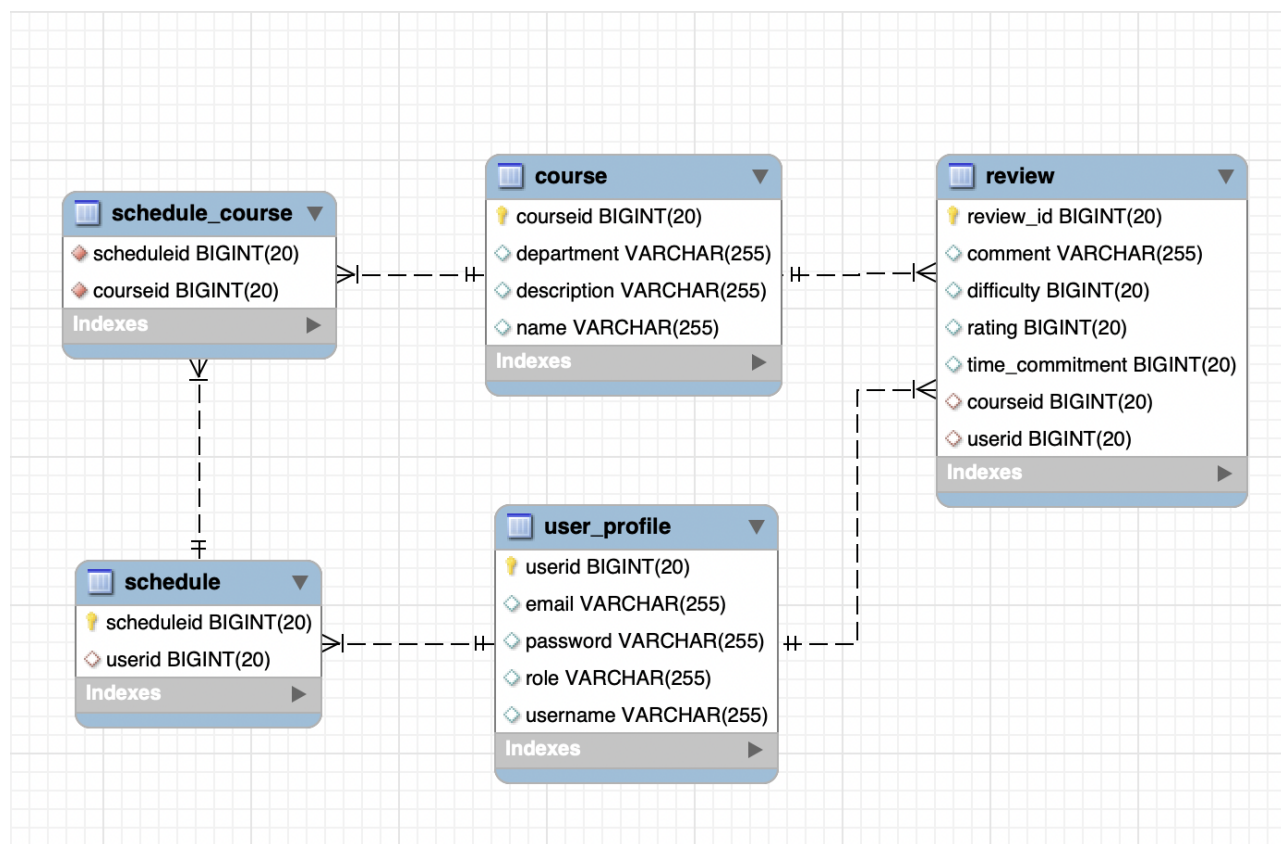 schedule_course
scheduleid BIGINT(20)
courseid BIGINT(20)
Indexes
course
courseid BIGINT(20)
department VARCHAR(255)
description VARCHAR(255)
name VARCHAR(255)
Indexes
review
review_id BIGINT(20)
comment VARCHAR(255)
difficulty BIGINT(20)
rating BIGINT(20)
time_commitment BIGINT(20)
courseid BIGINT(20)
userid BIGINT(20)
Indexes
schedule
scheduleid BIGINT(20)
userid BIGINT(20)
Indexes
user_profile
userid BIGINT(20)
email VARCHAR(255)
password VARCHAR(255)
role VARCHAR(255)
username VARCHAR(255)
Indexes